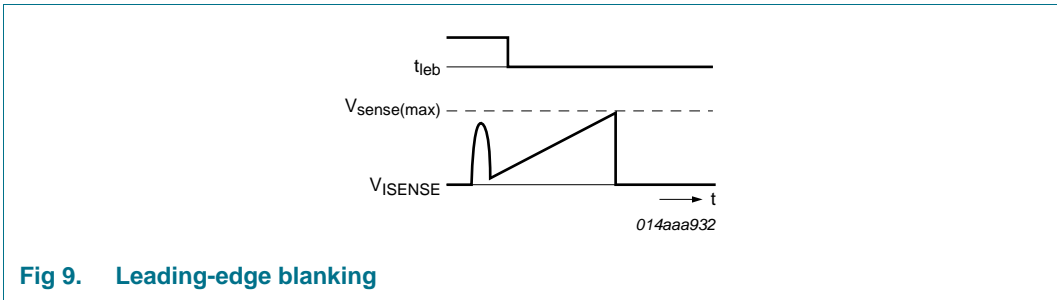 tleb
Vsense(max)
VISENSE
t
014aaa932
Fig 9. Leading-edge blanking